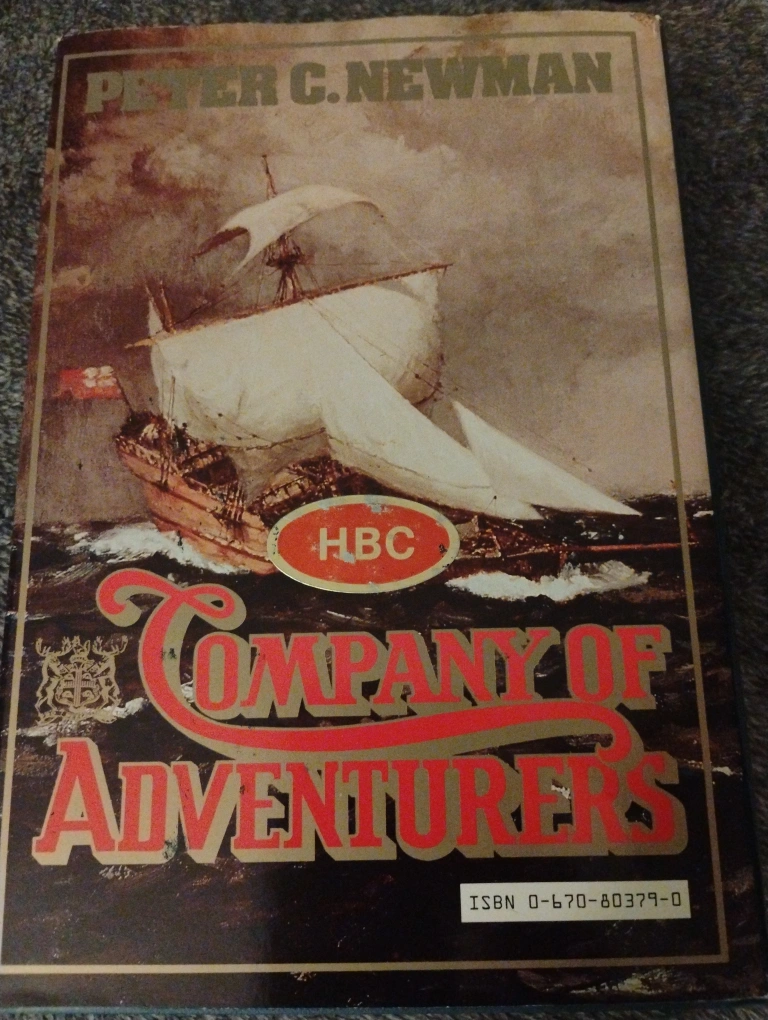 PETER C. NEWMAN
HBC
COMPANY OF
ADVENTURERS
ISBN 0-670-80379-0